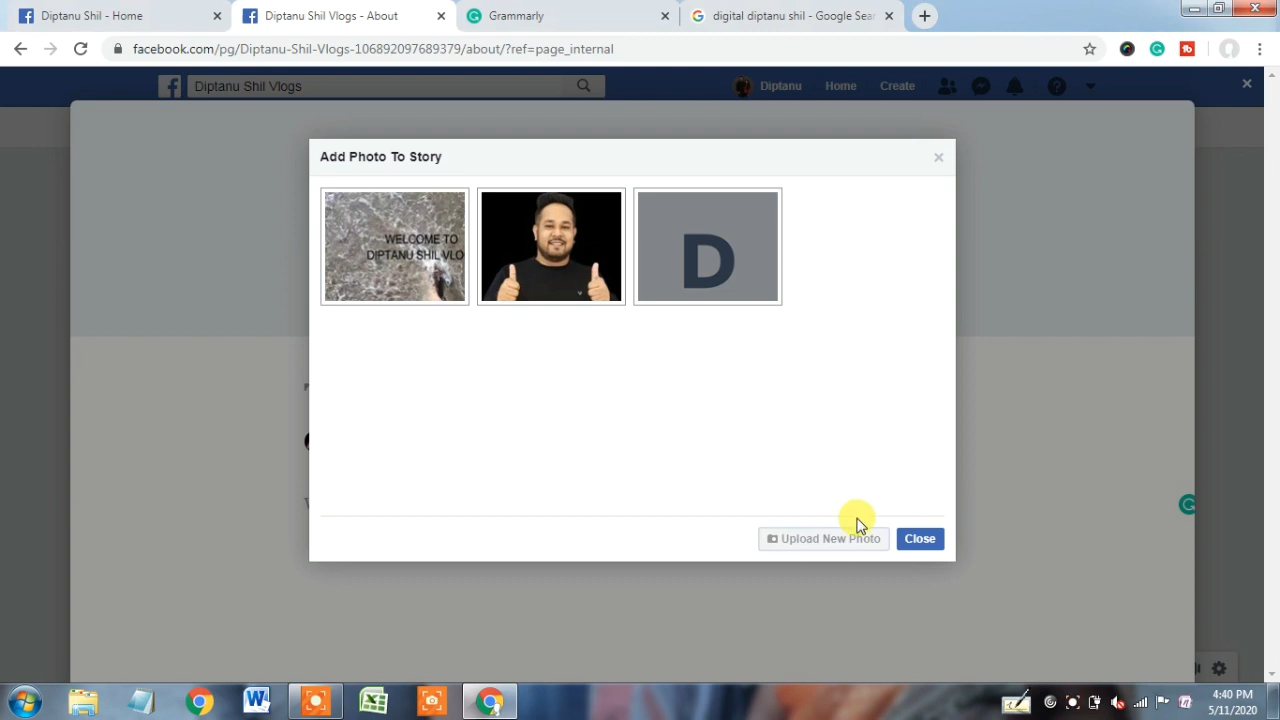 Diptanu Shil - Home
Diptanu Shil Vlogs - About
Grammarly
digital diptanu shil - Google Sear
facebook.com/pg/Diptanu-Shil-Vlogs-106892097689379/about/?ref=page_internal
Diptanu Shil Vlogs
Diptanu
Home
Create
Add Photo To Story
WELCOME TO
DIPTANU SHIL VLO
D
Upload New Photo
Close
4:40 PM
5/11/2020